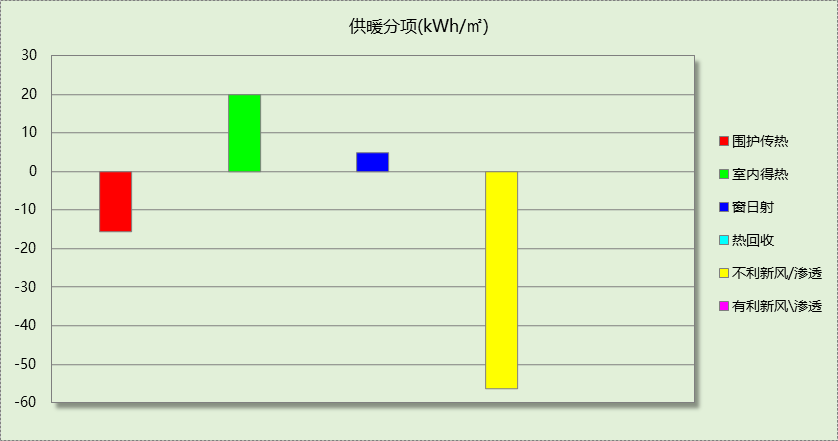 供暖分项(kWh/㎡)
30
20
10
0
-10
-20
-30
-40
-50
-60
围护传热
室内得热
窗日射
热回收
不利新风/渗透
有利新风\渗透